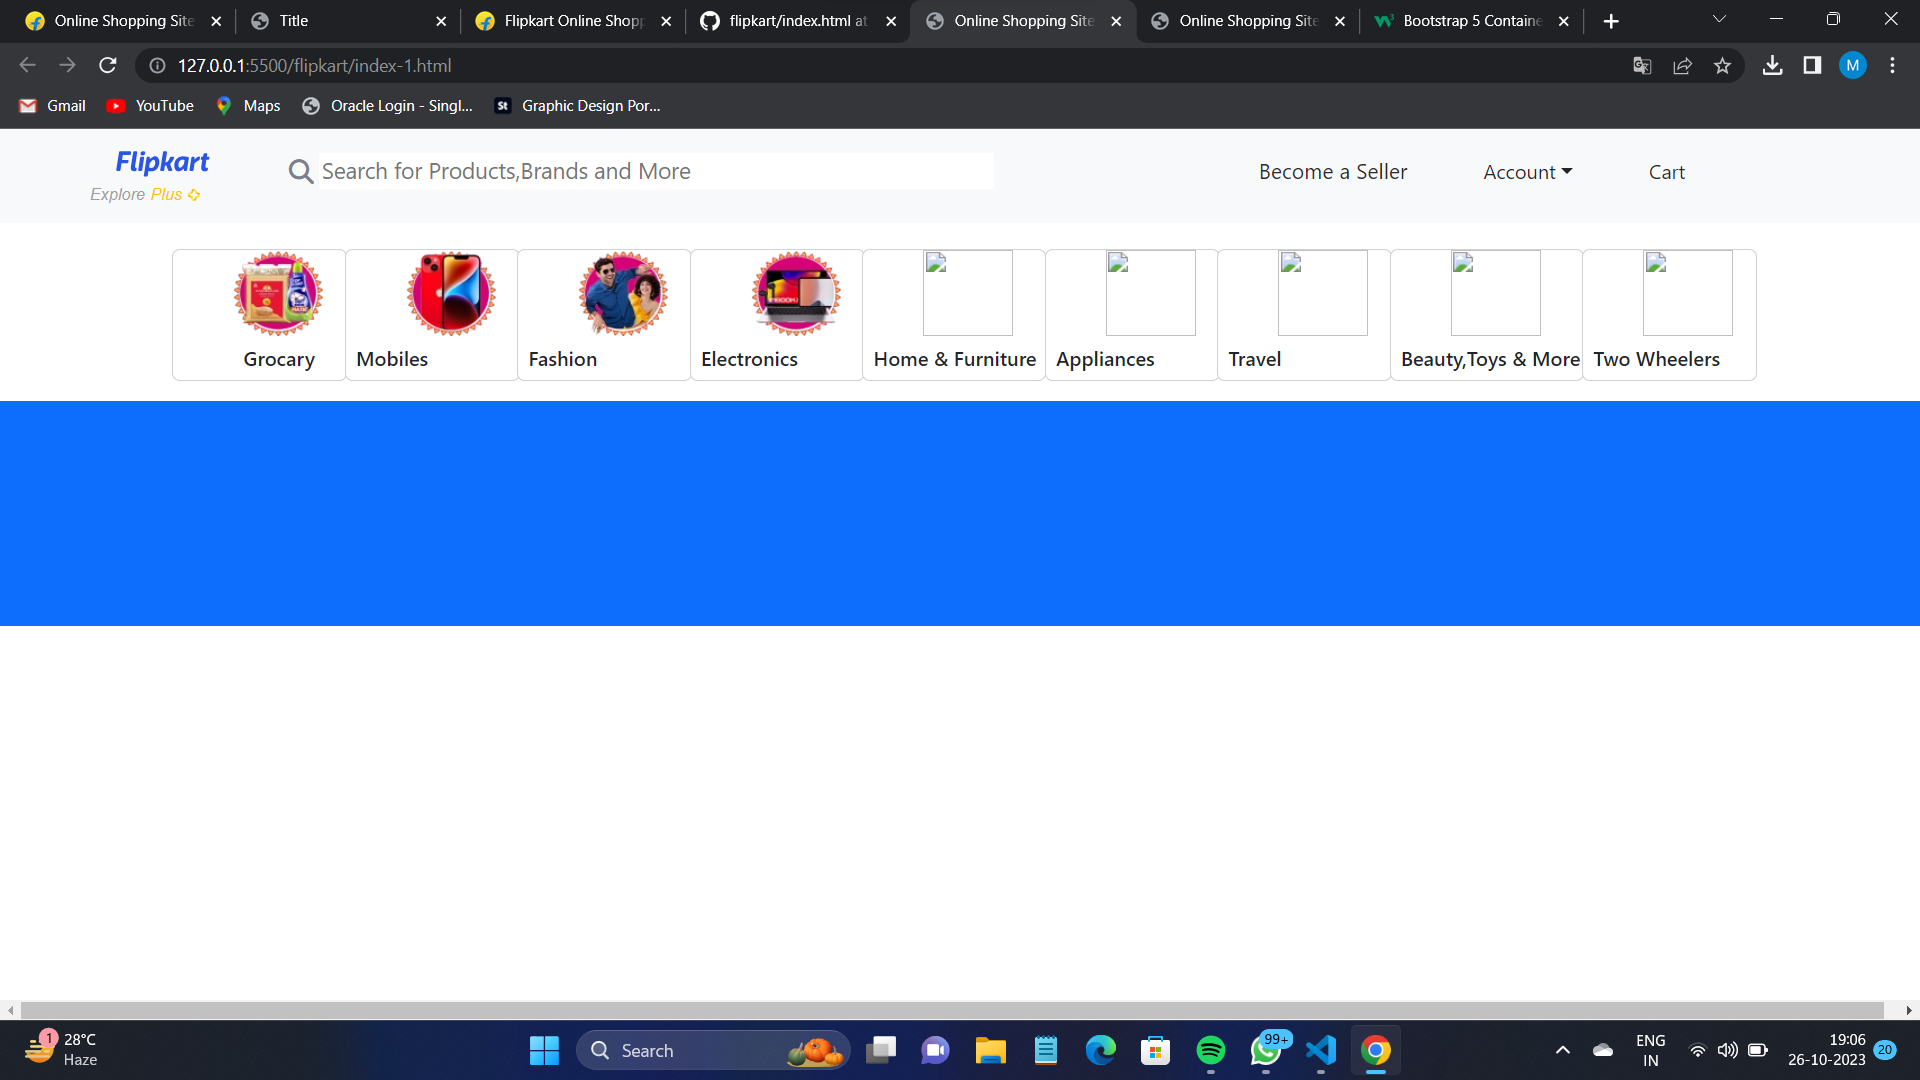 Online Shopping Site
Title
Flipkart Online Shopp
flipkart/index.html at
Online Shopping Site
Online Shopping Site
Bootstrap 5 Containe
127.0.0.1:5500/flipkart/index-1.html
M
Gmail
YouTube
Maps
Oracle Login - Singl...
St
Graphic Design Por...
Flipkart
Explore Plus
Search for Products,Brands and More
Become a Seller
Account
Cart
Grocary
Mobiles
Fashion
Electronics
Home & Furniture
Appliances
Travel
Beauty,Toys & More
Two Wheelers
1
28°C
Haze
Search
99+
ENG
IN
19:06
26-10-2023
20